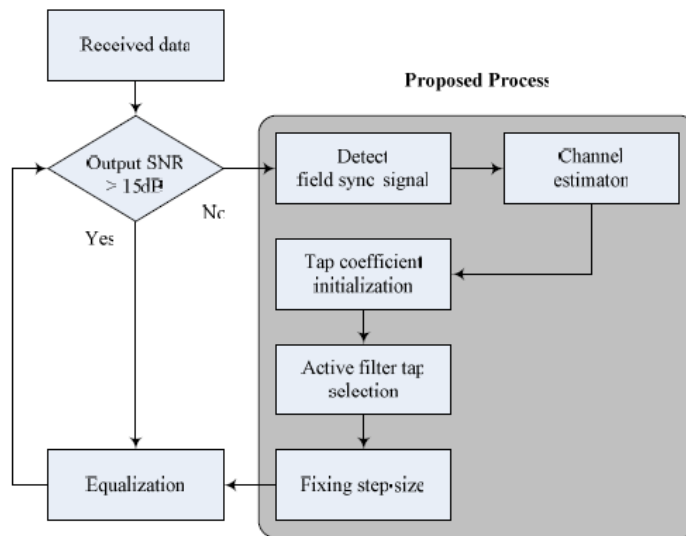 Received data
Proposed Process
Output SNR
> 15dB
No
Yes
Detect
field sync signal
Channel
estimaton
Tap coefficient
initialization
Active filter tap
selection
Equalization
Fixing step-size